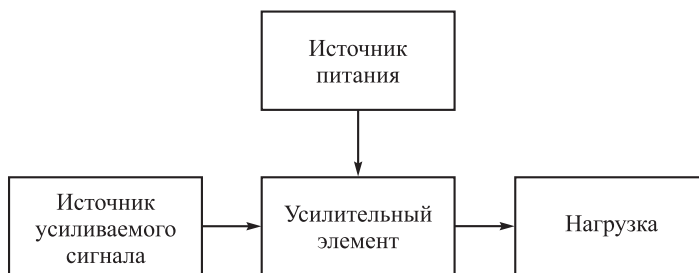 Источник
питания
Источник
усиливаемого
сигнала
Усилительный
элемент
Нагрузка